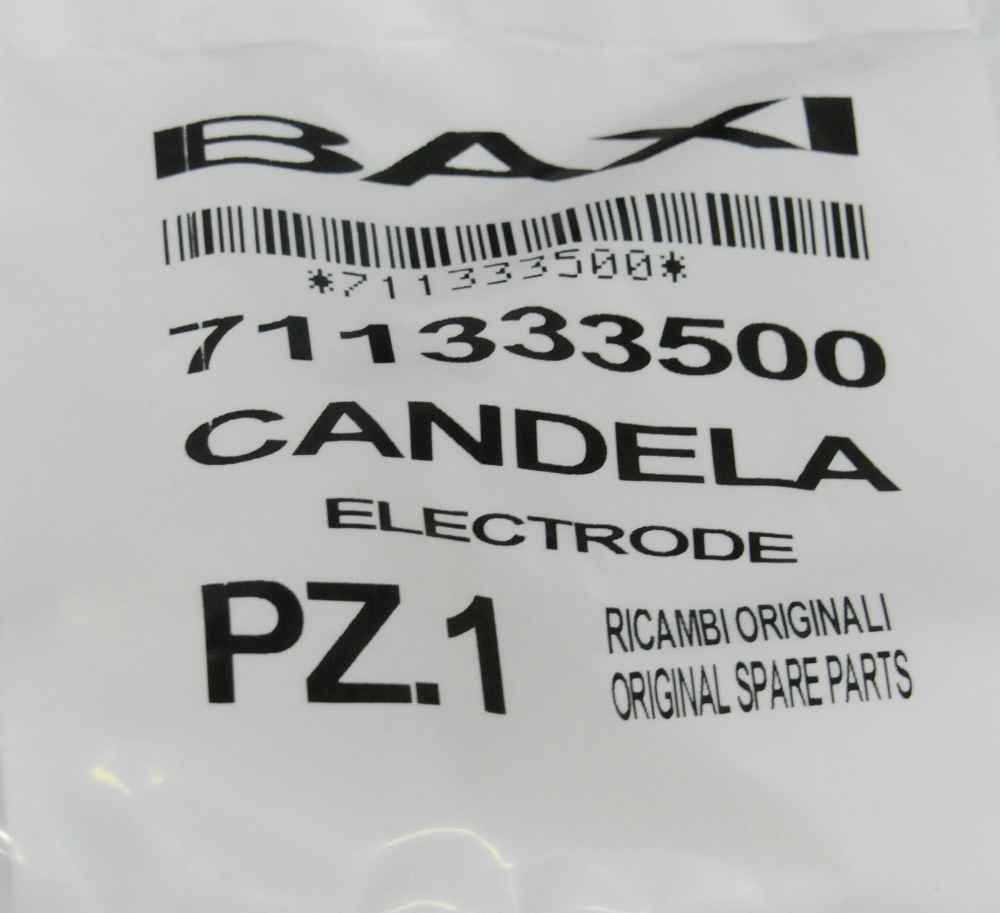 BAXI
*711333500*
711333500
CANDELA
ELECTRODE
PZ.1
RICAMBI ORIGINALI
ORIGINAL SPARE PARTS